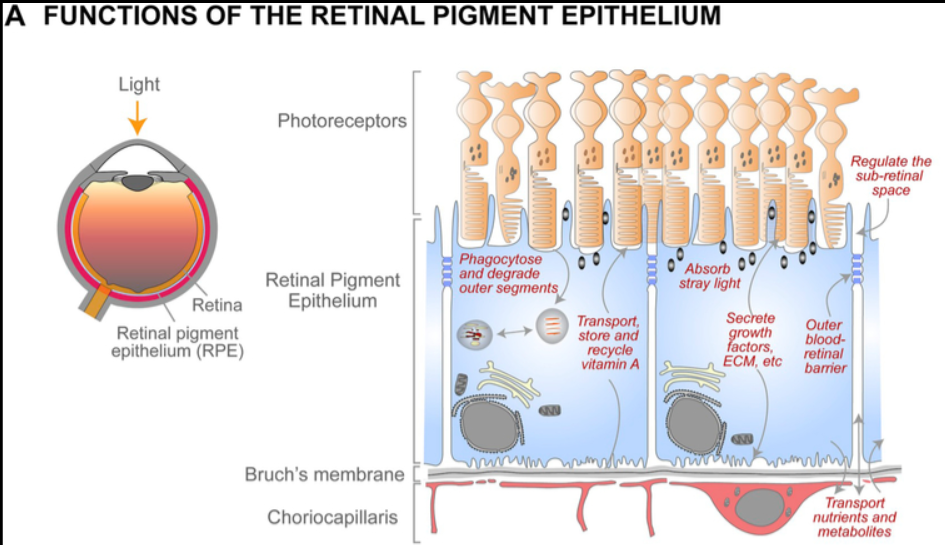 A FUNCTIONS OF THE RETINAL PIGMENT EPITHELIUM
Light
Retina
Retinal pigment
epithelium (RPE)
Photoreceptors
Retinal Pigment
Epithelium
Bruch's membrane
Choriocapillaris
Phagocytose
and degrade
outer segments
Transport,
store and
recycle
vitamin A
Absorb
stray light
Secrete
growth
factors,
ECM, etc
Outer
blood-
retinal
barrier
Regulate the
sub-retinal
space
Transport
nutrients and
metabolites